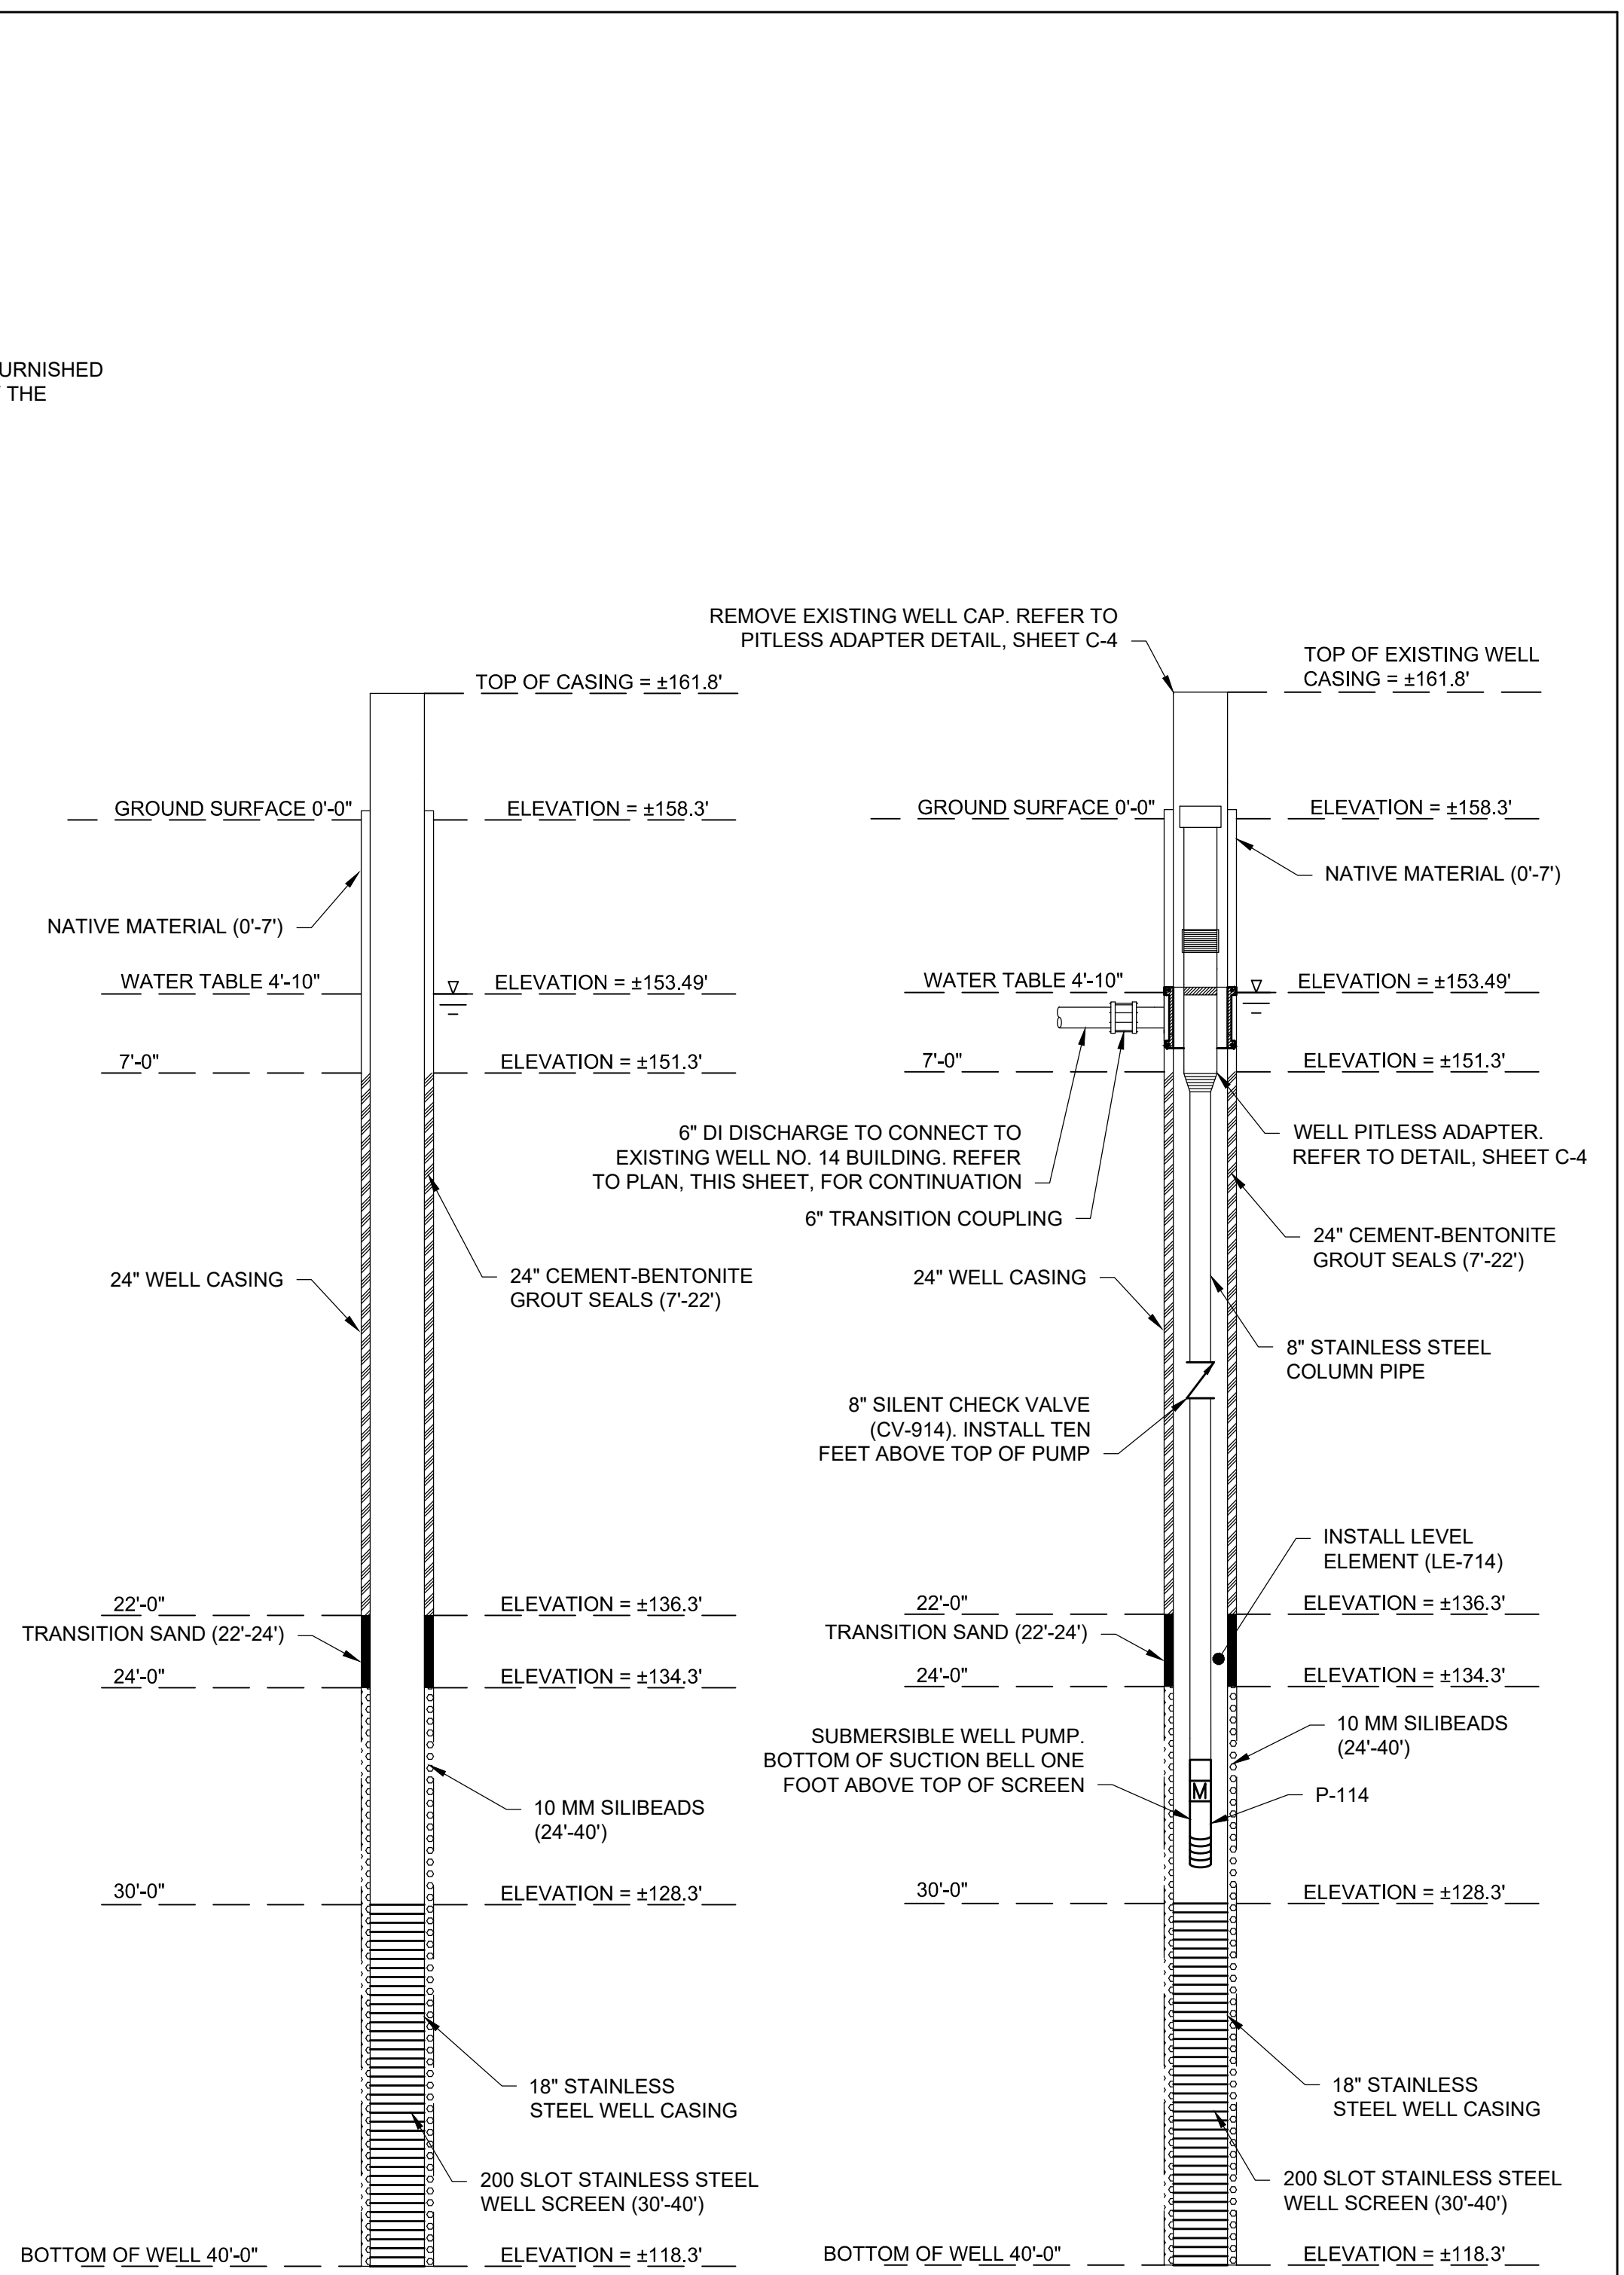 URNISHED
THE
TOP OF CASING = ±161.8'
GROUND SURFACE 0'-0"
ELEVATION = ±158.3'
NATIVE MATERIAL (0'-7')
WATER TABLE 4'-10"
ELEVATION = ±153.49'
7'-0"
ELEVATION = ±151.3'
24" WELL CASING
24" CEMENT-BENTONITE
GROUT SEALS (7'-22')
22'-0"
ELEVATION = ±136.3'
TRANSITION SAND (22'-24')
24'-0"
ELEVATION = ±134.3'
10 MM SILIBEADS
(24'-40')
30'-0"
ELEVATION = ±128.3'
18" STAINLESS
STEEL WELL CASING
200 SLOT STAINLESS STEEL
WELL SCREEN (30'-40')
BOTTOM OF WELL 40'-0"
ELEVATION = ±118.3'
REMOVE EXISTING WELL CAP. REFER TO
PITLESS ADAPTER DETAIL, SHEET C-4
TOP OF EXISTING WELL
CASING = ±161.8'
GROUND SURFACE 0'-0"
ELEVATION = ±158.3'
NATIVE MATERIAL (0'-7')
WATER TABLE 4'-10"
ELEVATION = ±153.49'
7'-0"
ELEVATION = ±151.3'
6" DI DISCHARGE TO CONNECT TO
EXISTING WELL NO. 14 BUILDING. REFER
TO PLAN, THIS SHEET, FOR CONTINUATION
WELL PITLESS ADAPTER.
REFER TO DETAIL, SHEET C-4
6" TRANSITION COUPLING
24" CEMENT-BENTONITE
GROUT SEALS (7'-22')
24" WELL CASING
8" STAINLESS STEEL
COLUMN PIPE
8" SILENT CHECK VALVE
(CV-914). INSTALL TEN
FEET ABOVE TOP OF PUMP
INSTALL LEVEL
ELEMENT (LE-714)
22'-0"
ELEVATION = ±136.3'
TRANSITION SAND (22'-24')
24'-0"
ELEVATION = ±134.3'
10 MM SILIBEADS
(24'-40')
SUBMERSIBLE WELL PUMP.
BOTTOM OF SUCTION BELL ONE
FOOT ABOVE TOP OF SCREEN
M
P-114
30'-0"
ELEVATION = ±128.3'
18" STAINLESS
STEEL WELL CASING
200 SLOT STAINLESS STEEL
WELL SCREEN (30'-40')
BOTTOM OF WELL 40'-0"
ELEVATION = ±118.3'